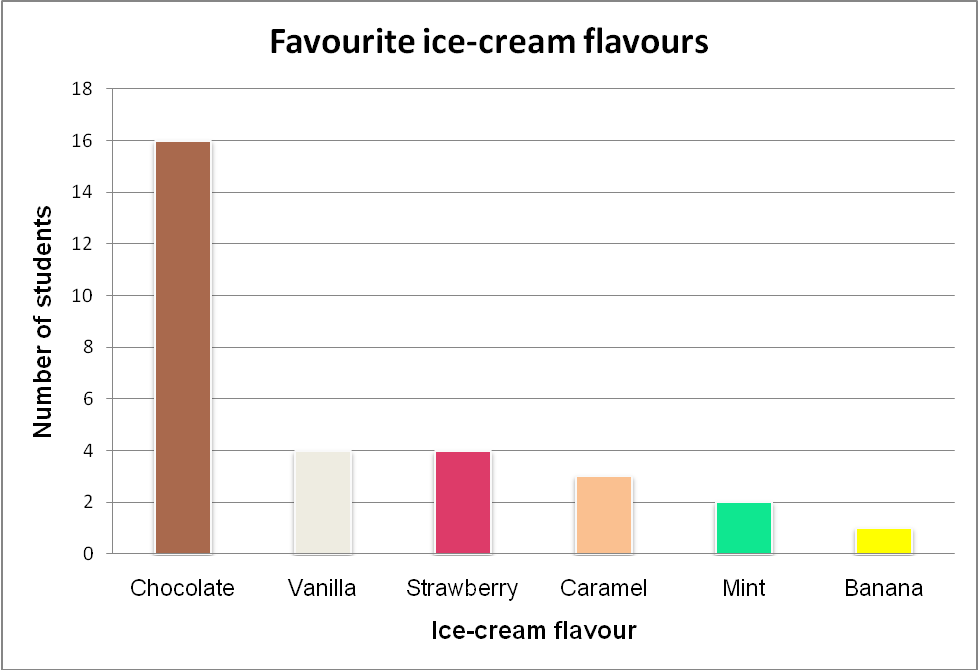 Favourite ice-cream flavours
18
16
14
12
10
8
6
4
2
0
Number of students
Chocolate Vanilla Strawberry Caramel Mint Banana
Ice-cream flavour